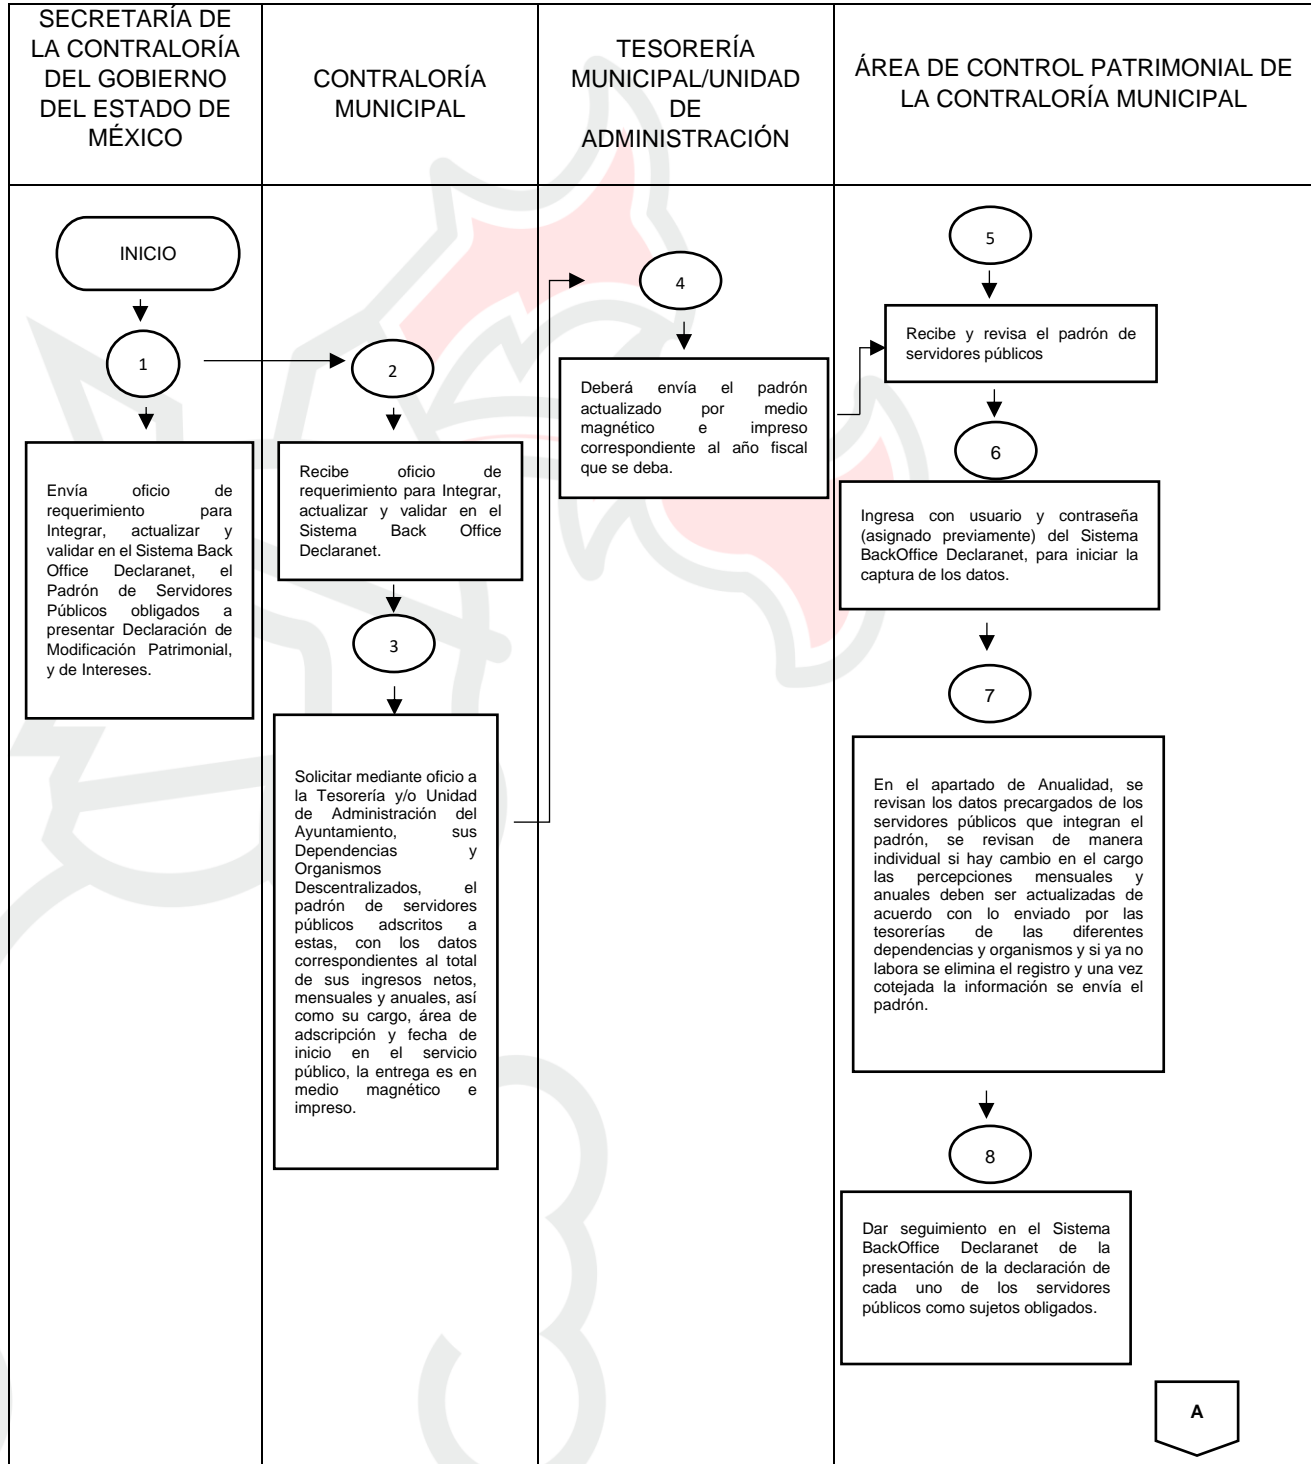 SECRETARÍA DE
LA CONTRALORÍA
DEL GOBIERNO
DEL ESTADO DE
MÉXICO
CONTRALORÍA
MUNICIPAL
TESORERÍA
MUNICIPAL/UNIDAD
DE
ADMINISTRACIÓN
ÁREA DE CONTROL PATRIMONIAL DE
LA CONTRALORÍA MUNICIPAL
INICIO
1
Envía oficio de
requerimiento para
Integrar, actualizar y
validar en el Sistema Back
Office Declaranet, el
Padrón de Servidores
Públicos obligados a
presentar Declaración de
Modificación Patrimonial,
y de Intereses.
2
Recibe oficio de
requerimiento para Integrar,
actualizar y validar en el
Sistema Back Office
Declaranet.
3
Solicitar mediante oficio a
la Tesorería y/o Unidad
de Administración del
Ayuntamiento, sus
Dependencias y
Organismos
Descentralizados, el
padrón de servidores
públicos adscritos a
estas, con los datos
correspondientes al total
de sus ingresos netos,
mensuales y anuales, así
como su cargo, área de
adscripción y fecha de
inicio en el servicio
público, la entrega es en
medio magnético e
impreso.
4
Deberá envía el padrón
actualizado por medio
magnético e impreso
correspondiente al año fiscal
que se deba.
5
Recibe y revisa el padrón de
servidores públicos
6
Ingresa con usuario y contraseña
(asignado previamente) del Sistema
BackOffice Declaranet, para iniciar la
captura de los datos.
7
En el apartado de Anualidad, se
revisan los datos precargados de los
servidores públicos que integran el
padrón, se revisan de manera
individual si hay cambio en el cargo
las percepciones mensuales y
anuales deben ser actualizadas de
acuerdo con lo enviado por las
tesorerías de las diferentes
dependencias y organismos y si ya no
labora se elimina el registro y una vez
cotejada la información se envía el
padrón.
8
Dar seguimiento en el Sistema
BackOffice Declaranet de la
presentación de la declaración de
cada uno de los servidores
públicos como sujetos obligados.
A